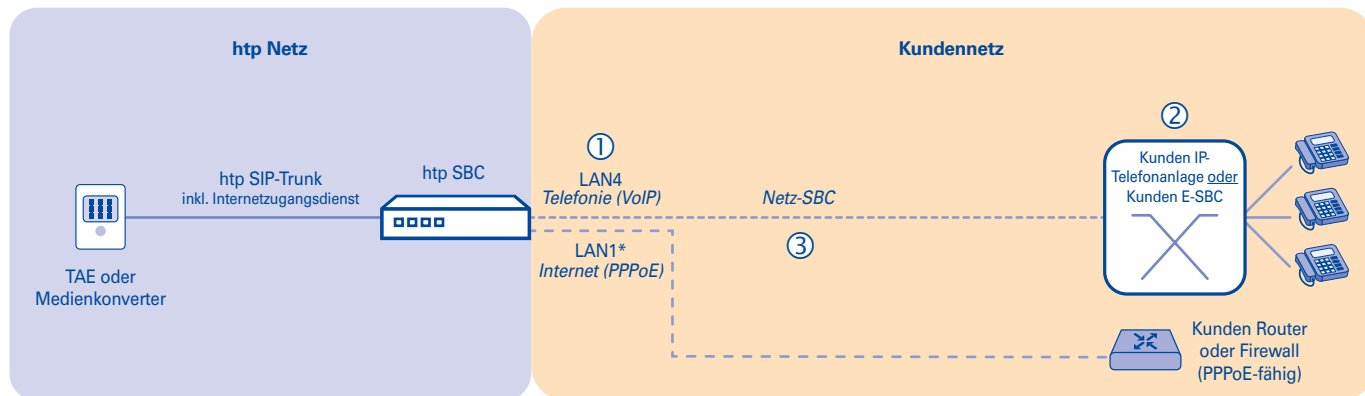 htp Netz
Kundennetz
①
②
LAN4
Telefonie (VoIP)
htp SIP-Trunk
inkl. Internetzugangsdienst
htp SBC
Netz-SBC
③
Kunden IP-
Telefonanlage oder
Kunden E-SBC
LAN1*
Internet (PPPoE)
TAE oder
Medienkonverter
Kunden Router
oder Firewall
(PPPoE-fähig)